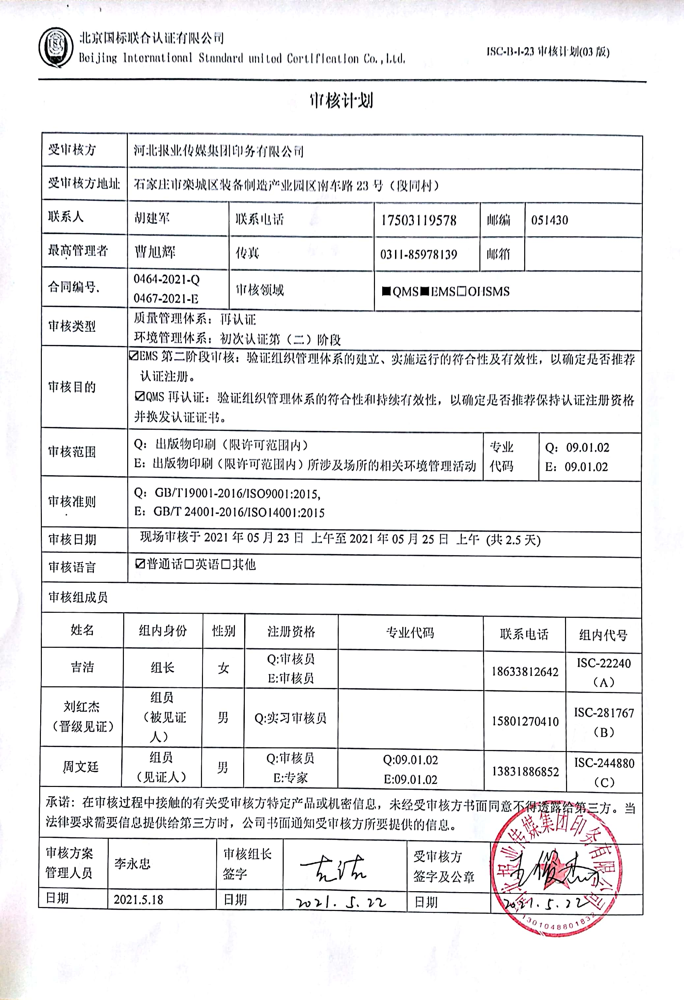 北京国标联合认证有限公司
Beijing International Standard united Certification Co.,Ltd.
ISC-B-I-23 审核计划(03 版)
审核计划
受审核方 河北报业传媒集团印务有限公司
受审核方地址 石家庄市栾城区装备制造产业园区南车路 23 号（段同村）
联系人 胡建军 联系电话 17503119578 邮编 051430
最高管理者 曹旭辉 传真 0311-85978139 邮箱
合同编号. 0464-2021-Q
0467-2021-E
审核领域 ■QMS■EMS□OHSMS
审核类型 质量管理体系：再认证
环境管理体系：初次认证第（二）阶段
审核目的 ☑EMS 第二阶段审核：验证组织管理体系的建立、实施运行的符合性及有效性，以确定是否推荐
认证注册。
☑QMS 再认证：验证组织管理体系的符合性和持续有效性，以确定是否推荐保持认证注册资格
并换发认证证书。
审核范围 Q：出版物印刷（限许可范围内）
E：出版物印刷（限许可范围内）所涉及场所的相关环境管理活动
专业
代码
Q：09.01.02
E：09.01.02
审核准则 Q：GB/T19001-2016/ISO9001:2015,
E：GB/T 24001-2016/ISO14001:2015
审核日期 现场审核于 2021 年 05 月 23 日 上午至 2021 年 05 月 25 日 上午 (共 2.5 天)
审核语言 ☑普通话□英语□其他
审核组成员
姓名 组内身份 性别 注册资格 专业代码 联系电话 组内代号
吉洁 组长 女 Q:审核员
E:审核员
18633812642 ISC-22240
（A）
刘红杰
（晋级见证）
组员
（被见证
人）
男 Q:实习审核员 15801270410 ISC-281767
（B）
周文廷 组员
（见证人）
男 Q:审核员
E:专家
Q:09.01.02
E:09.01.02
13831886852 ISC-244880
（C）
承诺：在审核过程中接触的有关受审核方特定产品或机密信息，未经受审核方书面同意不得透露给第三方。当
法律要求需要信息提供给第三方时，公司书面通知受审核方所要提供的信息。
审核方案
管理人员
李永忠 审核组长
签字
吉洁 受审核方
签字及公章
王俊杰
日期 2021.5.18 日期 2021.5.22 日期 2021.5.22
河北报业传媒集团印务有限公司
1301048801832